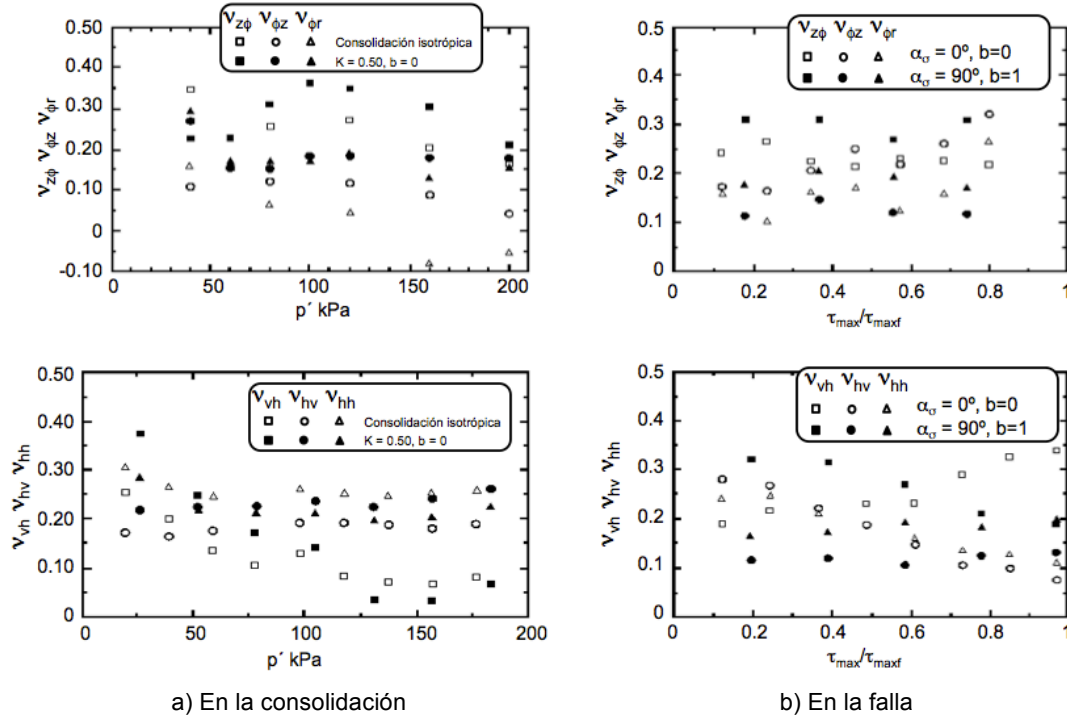 ν_zφ ν_φz ν_φr
Consolidación isotrópica
K = 0.50, b = 0
0.50
0.40
0.30
0.20
0.10
0
-0.10
ν_zφ ν_φz ν_φr
0 50 100 150 200
p´ kPa
ν_zφ ν_φz ν_φr
α_σ = 0º, b=0
α_σ = 90º, b=1
0.5
0.4
0.3
0.2
0.1
0
ν_zφ ν_φz ν_φr
0 0.2 0.4 0.6 0.8 1
τ_max/τ_maxf
ν_vh ν_hv ν_hh
Consolidación isotrópica
K = 0.50, b = 0
0.50
0.40
0.30
0.20
0.10
0
ν_vh ν_hv ν_hh
0 50 100 150 200
p´ kPa
ν_vh ν_hv ν_hh
α_σ = 0º, b=0
α_σ = 90º, b=1
0.5
0.4
0.3
0.2
0.1
0
ν_vh ν_hv ν_hh
0 0.2 0.4 0.6 0.8 1
τ_max/τ_maxf
a) En la consolidación
b) En la falla